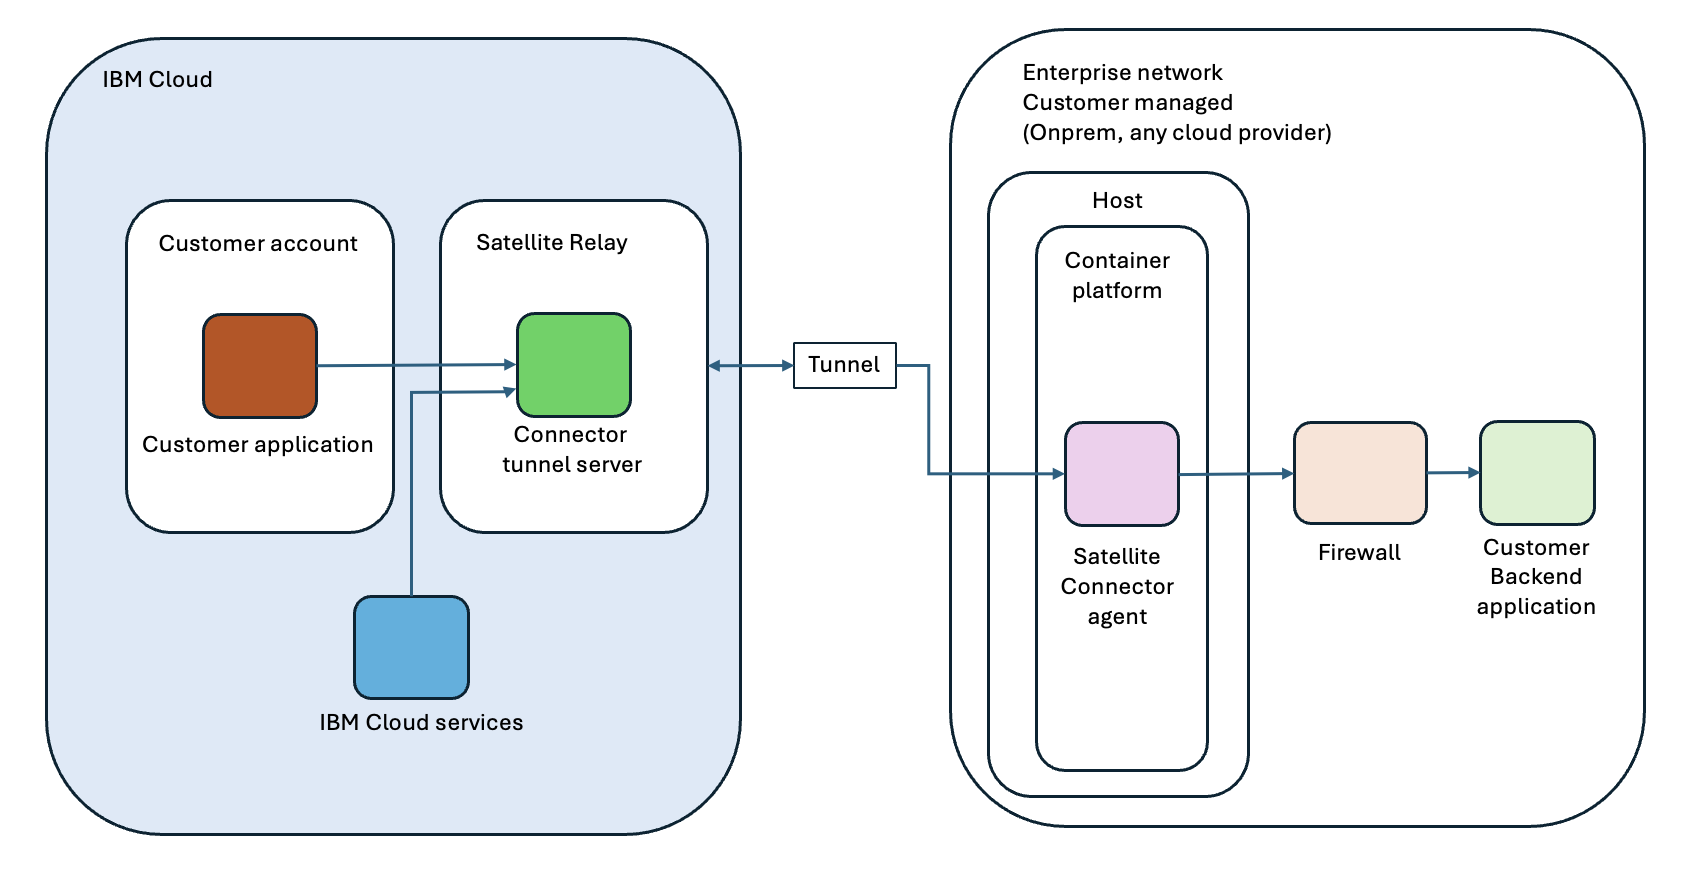 IBM Cloud
Customer account
Customer application
Satellite Relay
Connector
tunnel server
IBM Cloud services
Tunnel
Enterprise network
Customer managed
(Onprem, any cloud provider)
Host
Container
platform
Satellite
Connector
agent
Firewall
Customer
Backend
application